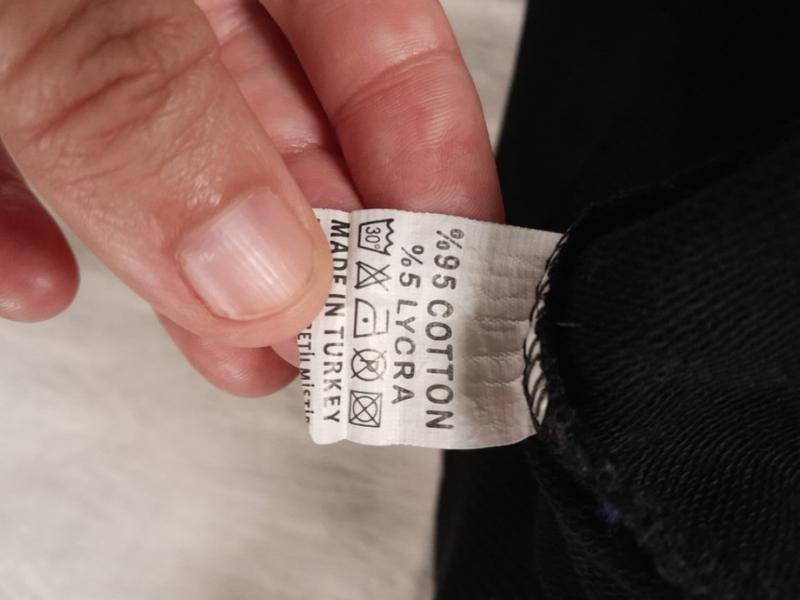 %95 COTTON
%5 LYCRA
30°
MADE IN TURKEY